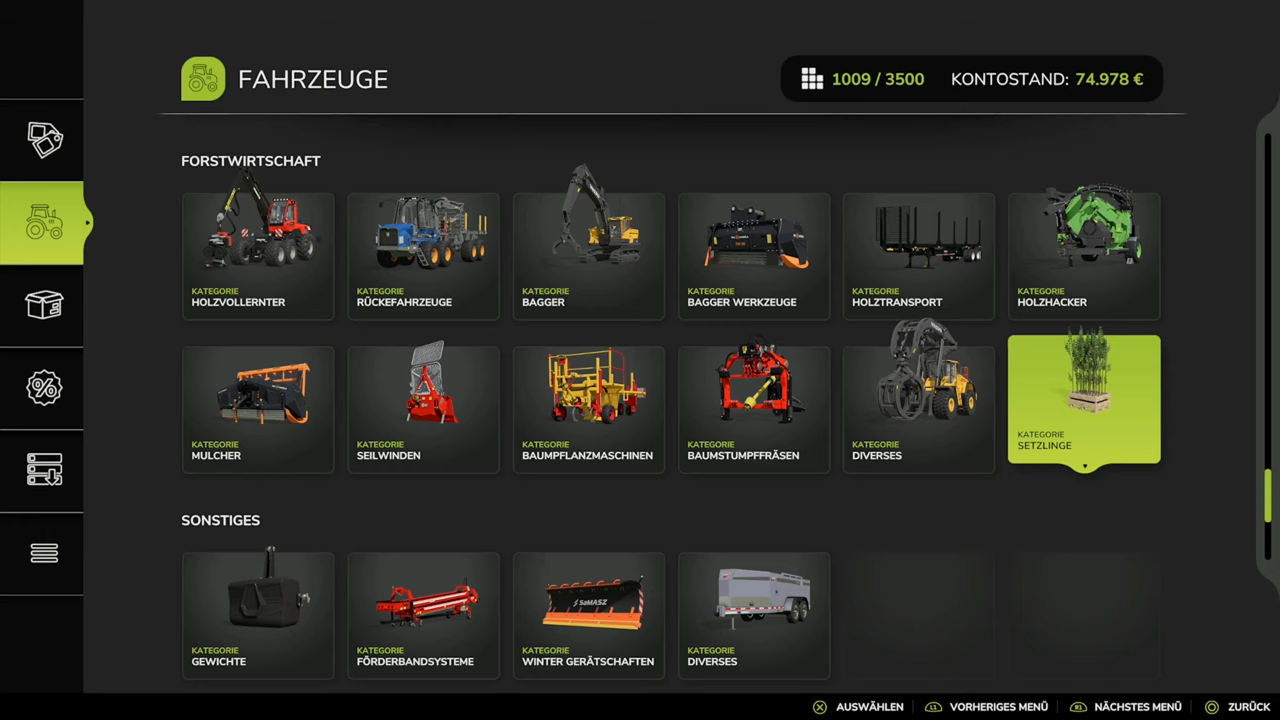 FAHRZEUGE
1009 / 3500
KONTOSTAND: 74.978 €
FORSTWIRTSCHAFT
KATEGORIE
HOLZVOLLERNTER
KATEGORIE
RÜCKEFAHRZEUGE
KATEGORIE
BAGGER
KATEGORIE
BAGGER WERKZEUGE
KATEGORIE
HOLZTRANSPORT
KATEGORIE
HOLZHACKER
KATEGORIE
MULCHER
KATEGORIE
SEILWINDEN
KATEGORIE
BAUMPFLANZMASCHINEN
KATEGORIE
BAUMSTUMPFFRÄSEN
KATEGORIE
DIVERSES
KATEGORIE
SETZLINGE
SONSTIGES
KATEGORIE
GEWICHTE
KATEGORIE
FÖRDERBANDSYSTEME
SaMASZ
KATEGORIE
WINTER GERÄTSCHAFTEN
KATEGORIE
DIVERSES
AUSWÄHLEN
L1 VORHERIGES MENÜ
R1 NÄCHSTES MENÜ
ZURÜCK